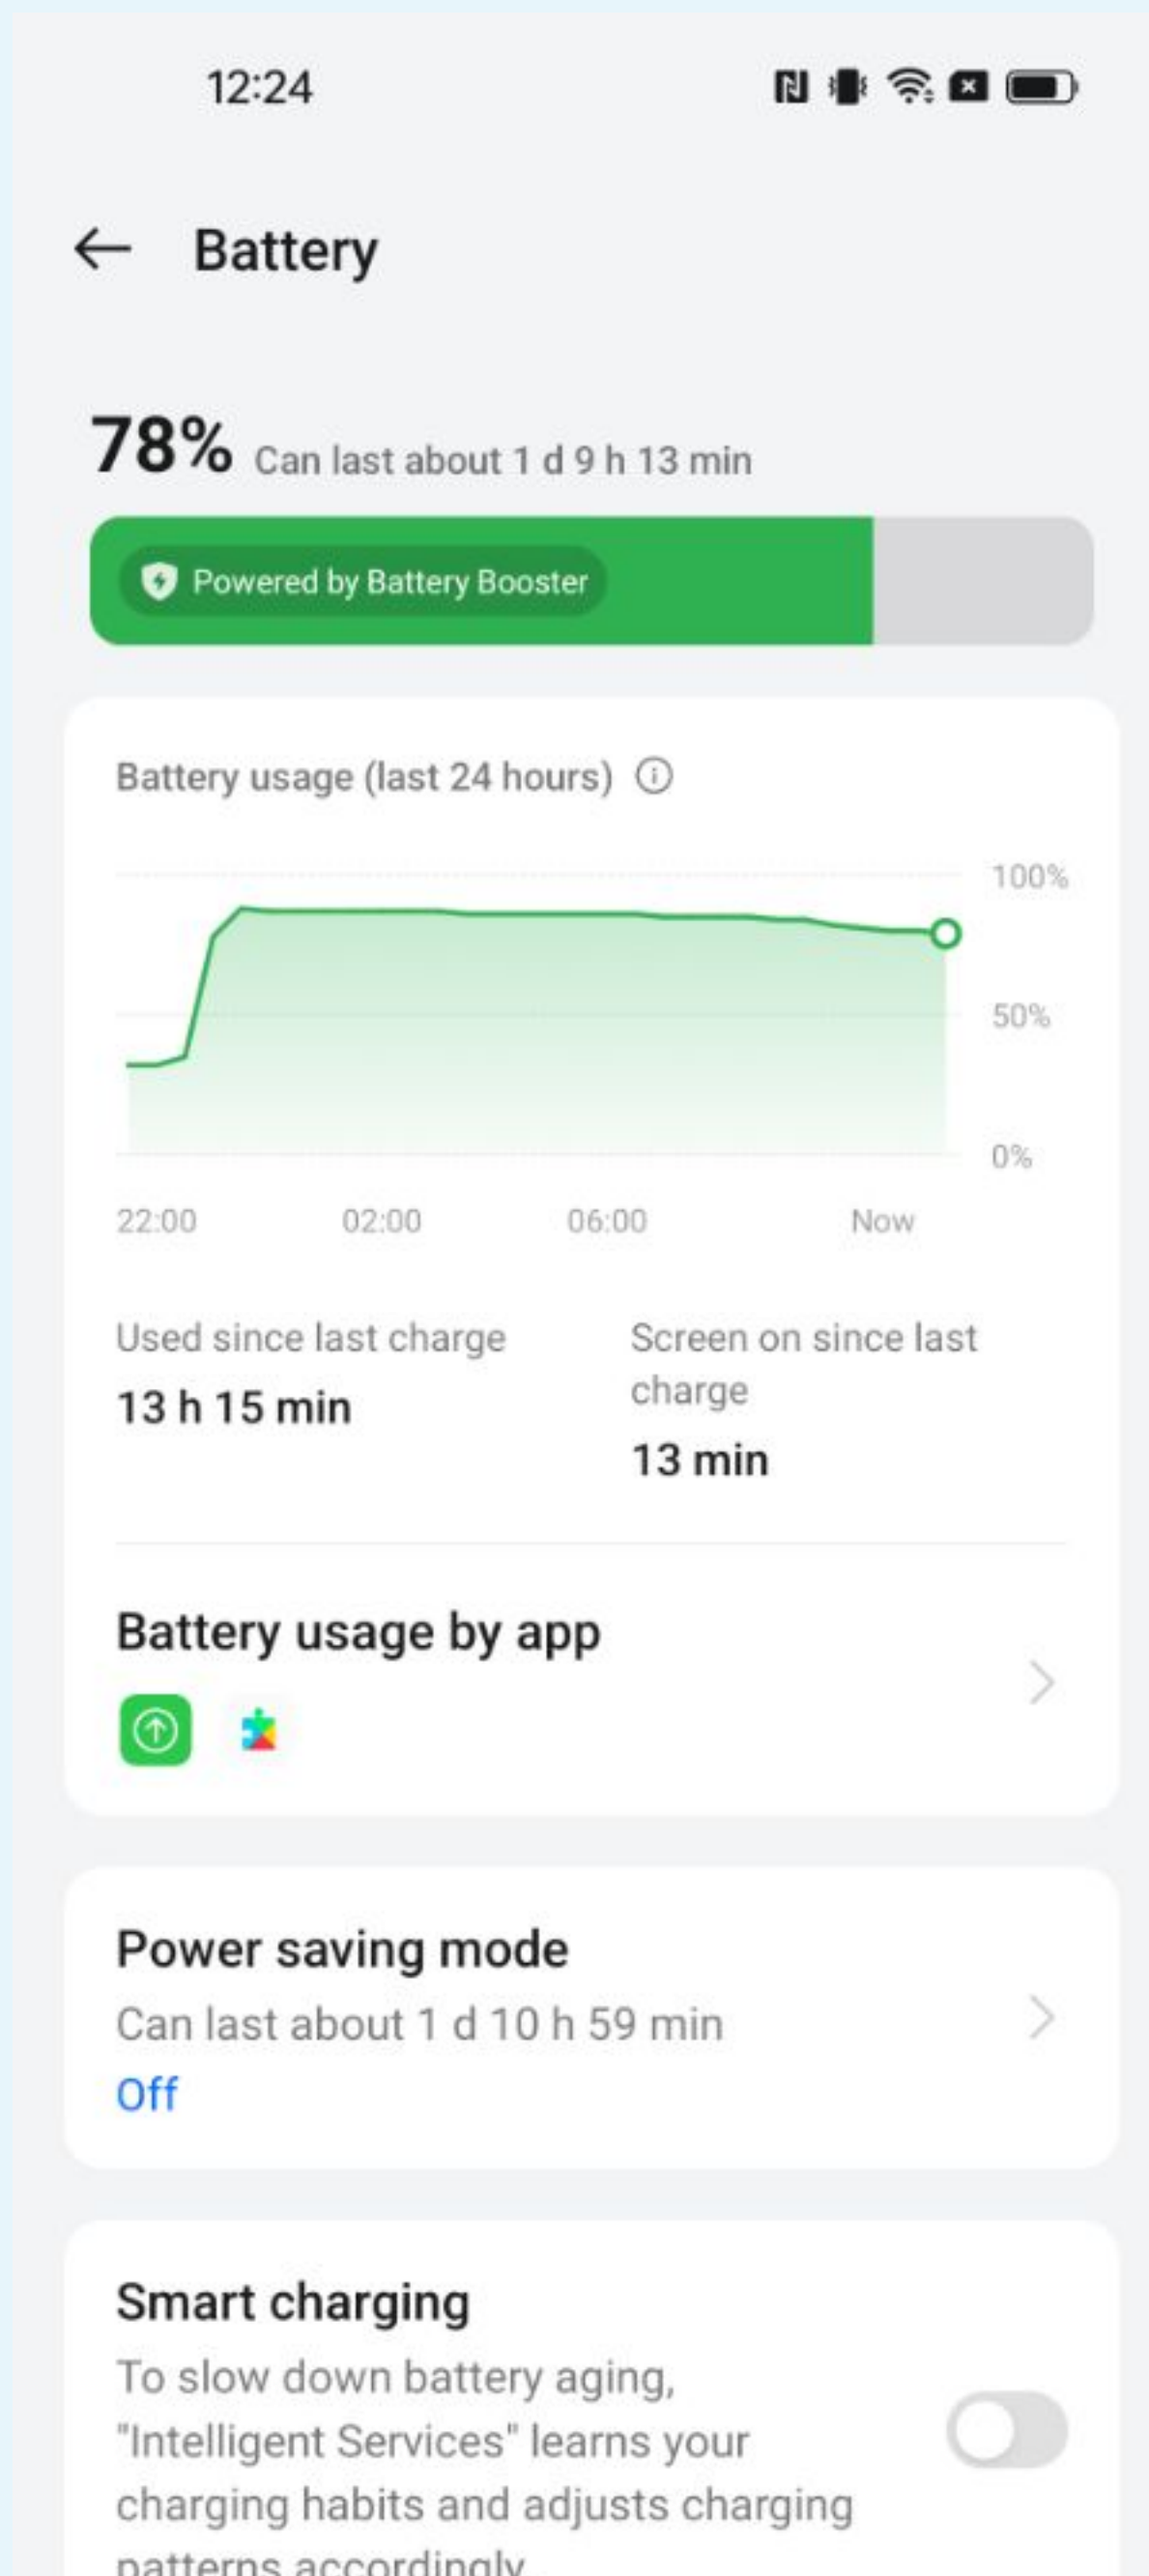 12:24
Battery
78% Can last about 1 d 9 h 13 min
Powered by Battery Booster
Battery usage (last 24 hours)
100%
50%
0%
22:00 02:00 06:00 Now
Used since last charge
13 h 15 min
Screen on since last
charge
13 min
Battery usage by app
Power saving mode
Can last about 1 d 10 h 59 min
Off
Smart charging
To slow down battery aging,
"Intelligent Services" learns your
charging habits and adjusts charging
patterns accordingly.